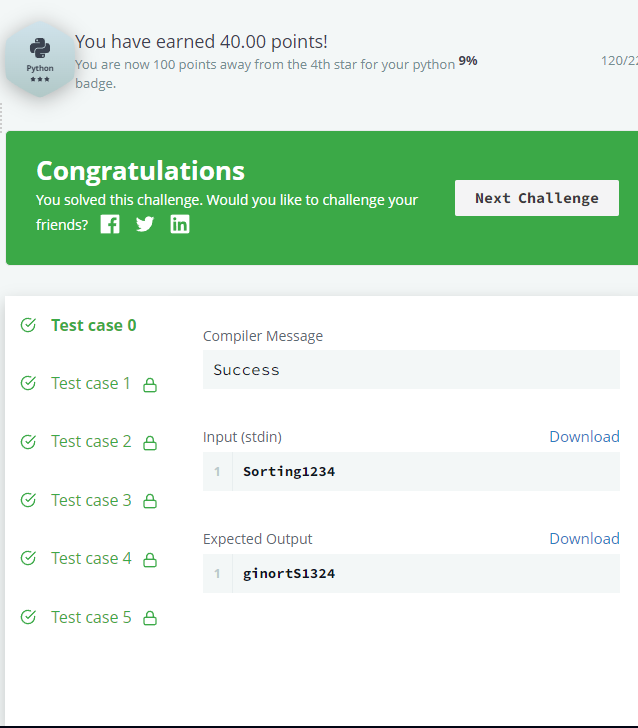 You have earned 40.00 points!
You are now 100 points away from the 4th star for your python
badge.
9%
120/22
Python
Congratulations
You solved this challenge. Would you like to challenge your
friends?
Next Challenge
Test case 0
Test case 1
Test case 2
Test case 3
Test case 4
Test case 5
Compiler Message
Success
Input (stdin)
Download
1 Sorting1234
Expected Output
Download
1 ginortS1324